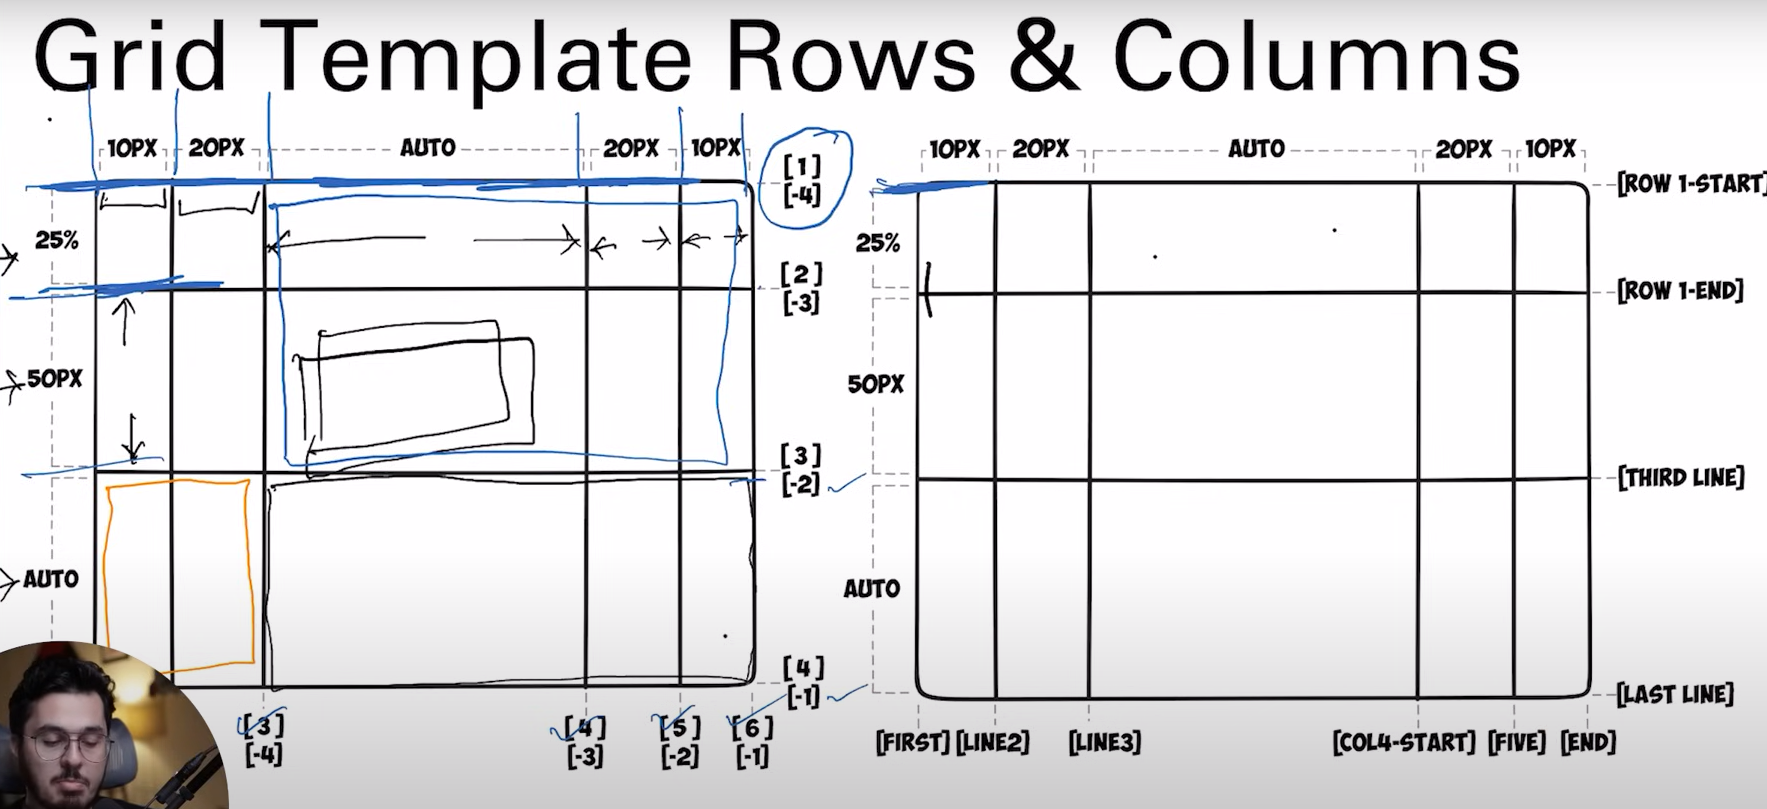 Grid Template Rows & Columns
10PX 20PX AUTO 20PX 10PX
[1]
[-4]
25%
[2]
[-3]
50PX
[3]
[-2]
AUTO
[4]
[-1]
[3] [4] [5] [6]
[-4] [-3] [-2] [-1]
10PX 20PX AUTO 20PX 10PX
[ROW 1-START]
25%
[ROW 1-END]
50PX
[THIRD LINE]
AUTO
[LAST LINE]
[FIRST] [LINE2] [LINE3] [COL4-START] [FIVE] [END]